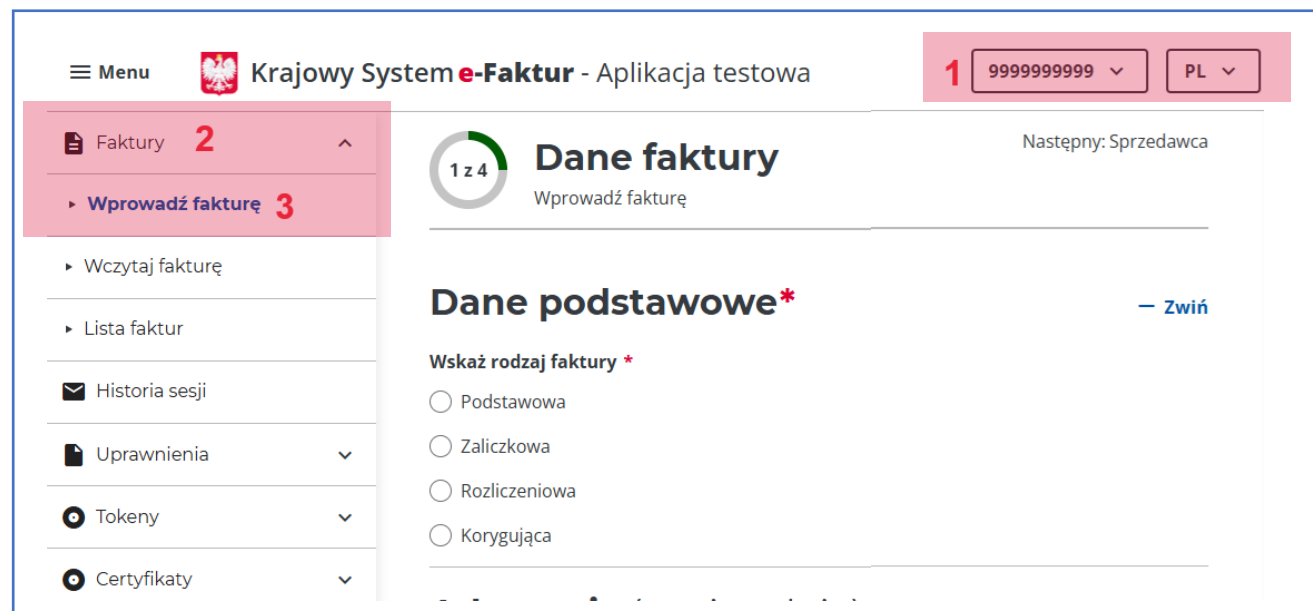 Menu
Krajowy System e-Faktur - Aplikacja testowa
1
9999999999
PL
Faktury 2
Wprowadź fakturę 3
Wczytaj fakturę
Lista faktur
Historia sesji
Uprawnienia
Tokeny
Certyfikaty
1 z 4
Dane faktury
Wprowadź fakturę
Następny: Sprzedawca
Dane podstawowe*
— Zwiń
Wskaż rodzaj faktury *
Podstawowa
Zaliczkowa
Rozliczeniowa
Korygująca